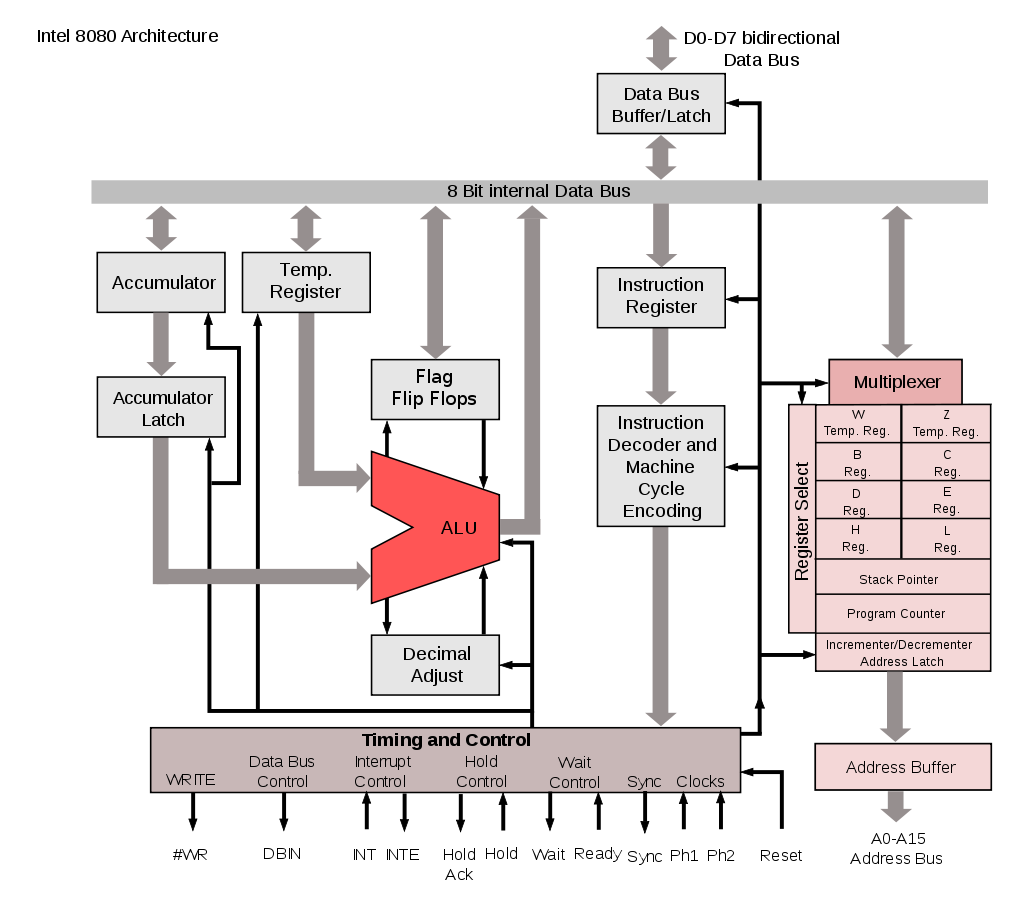 Intel 8080 Architecture
D0-D7 bidirectional
Data Bus
Data Bus
Buffer/Latch
8 Bit internal Data Bus
Accumulator
Temp.
Register
Instruction
Register
Accumulator
Latch
Flag
Flip Flops
Instruction
Decoder and
Machine
Cycle
Encoding
Multiplexer
Register Select
W
Temp. Reg.
Z
Temp. Reg.
B
Reg.
C
Reg.
D
Reg.
E
Reg.
H
Reg.
L
Reg.
Stack Pointer
Program Counter
Incrementer/Decrementer
Address Latch
ALU
Decimal
Adjust
Timing and Control
WRITE
Data Bus
Control
Interrupt
Control
Hold
Control
Wait
Control
Sync
Clocks
Address Buffer
#WR
DBIN
INT
INTE
Hold
Ack
Hold
Wait
Ready
Sync
Ph1
Ph2
Reset
A0-A15
Address Bus